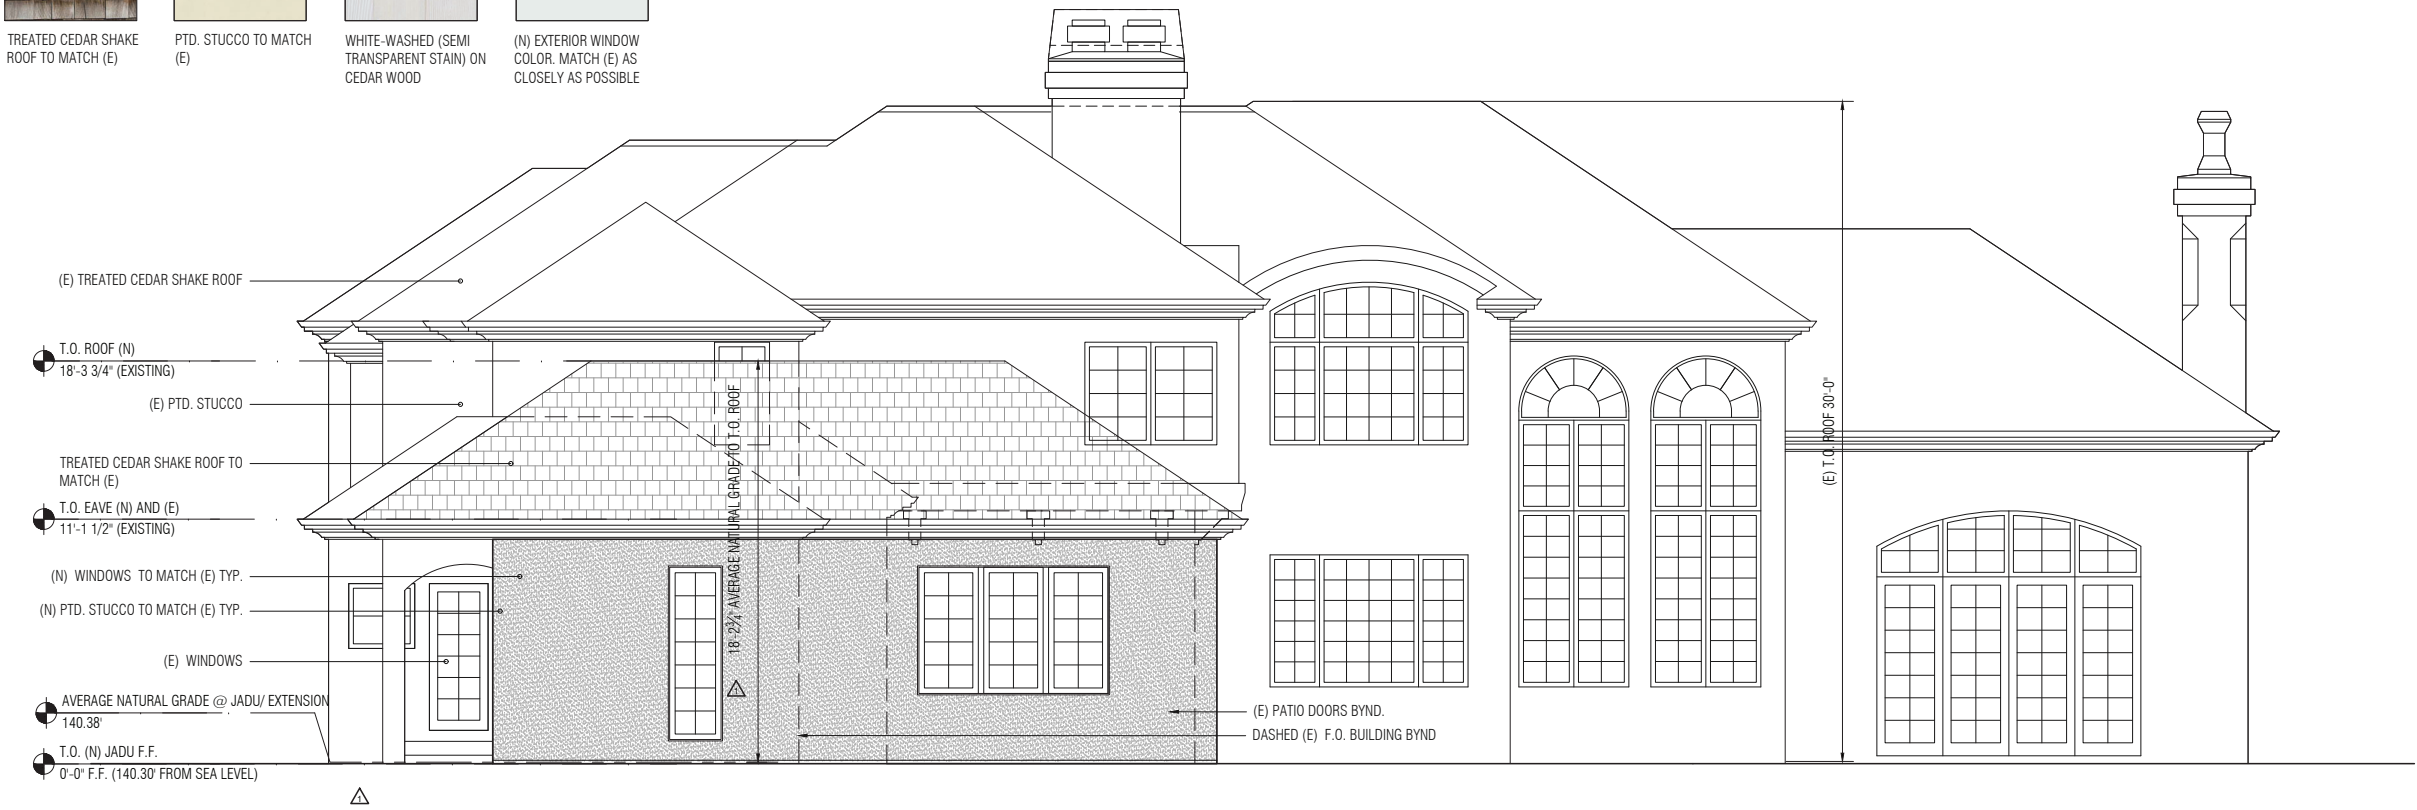 TREATED CEDAR SHAKE
ROOF TO MATCH (E)
PTD. STUCCO TO MATCH
(E)
WHITE-WASHED (SEMI
TRANSPARENT STAIN) ON
CEDAR WOOD
(N) EXTERIOR WINDOW
COLOR. MATCH (E) AS
CLOSELY AS POSSIBLE
(E) TREATED CEDAR SHAKE ROOF
T.O. ROOF (N)
18'-3 3/4" (EXISTING)
(E) PTD. STUCCO
TREATED CEDAR SHAKE ROOF TO
MATCH (E)
T.O. EAVE (N) AND (E)
11'-1 1/2" (EXISTING)
(N) WINDOWS TO MATCH (E) TYP.
(N) PTD. STUCCO TO MATCH (E) TYP.
(E) WINDOWS
AVERAGE NATURAL GRADE @ JADU/ EXTENSION
140.38'
T.O. (N) JADU F.F.
0'-0" F.F. (140.30' FROM SEA LEVEL)
1
18'-2 3/4" AVERAGE NATURAL GRADE TO T.O. ROOF
1
(E) PATIO DOORS BYND.
DASHED (E) F.O. BUILDING BYND
(E) T.O. ROOF 30'-0"